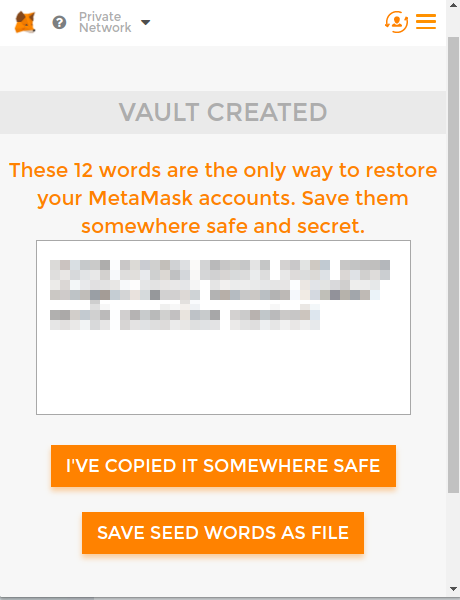 Private
Network
VAULT CREATED
These 12 words are the only way to restore
your MetaMask accounts. Save them
somewhere safe and secret.
I'VE COPIED IT SOMEWHERE SAFE
SAVE SEED WORDS AS FILE